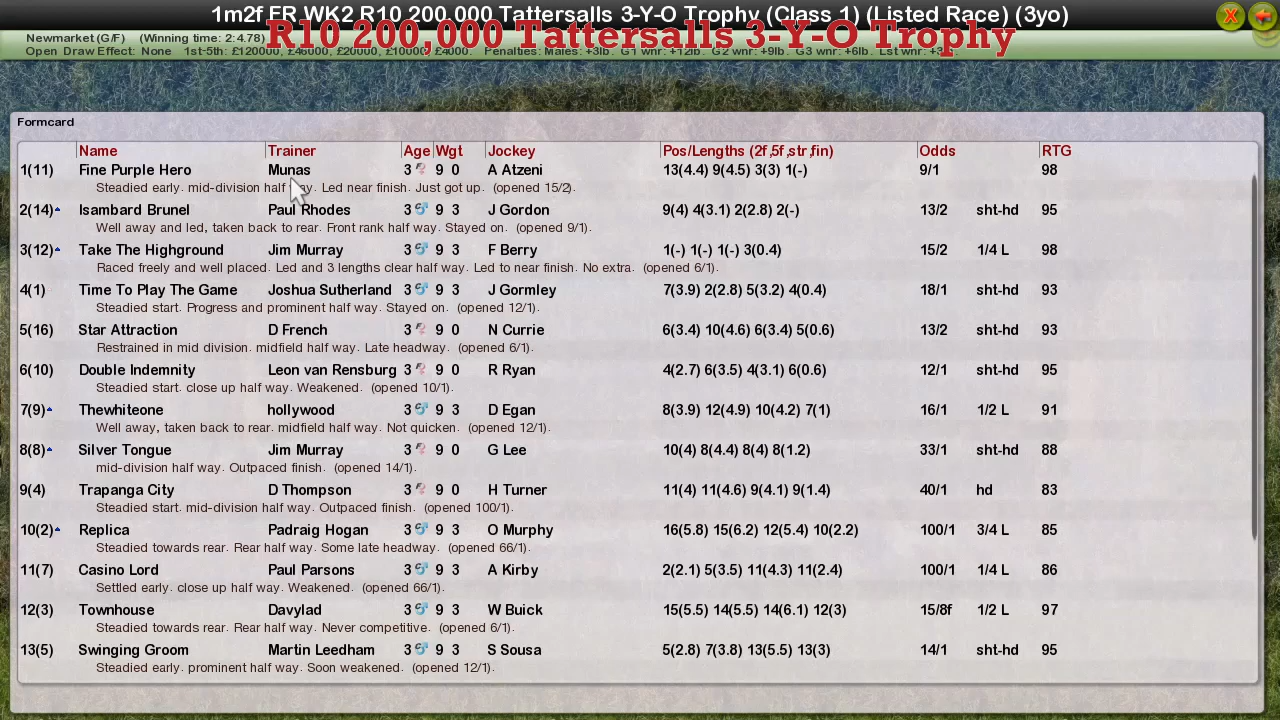 1m2f FR WK2 R10 200,000 Tattersalls 3-Y-O Trophy (Class 1) (Listed Race) (3yo)
R10 200,000 Tattersalls 3-Y-O Trophy
Newmarket (G/F) (Winning time: 2:4.78)
Open Draw Effect: None 1st-5th: £120000, £46000, £20000, £10000, £4000. Penalties: Males: +3lb. G1 wnr: +12lb. G2 wnr: +9lb. G3 wnr: +6lb. Lst wnr:
Formcard
Name Trainer Age Wgt Jockey Pos/Lengths (2f,5f,str,fin) Odds RTG
1(11) Fine Purple Hero Munas 3 9 0 A Atzeni 13(4.4) 9(4.5) 3(3) 1(-) 9/1 98
Steadied early. mid-division half way. Led near finish. Just got up. (opened 15/2).
2(14) Isambard Brunel Paul Rhodes 3 9 3 J Gordon 9(4) 4(3.1) 2(2.8) 2(-) 13/2 sht-hd 95
Well away and led, taken back to rear. Front rank half way. Stayed on. (opened 9/1).
3(12) Take The Highground Jim Murray 3 9 3 F Berry 1(-) 1(-) 1(-) 3(0.4) 15/2 1/4 L 98
Raced freely and well placed. Led and 3 lengths clear half way. Led to near finish. No extra. (opened 6/1).
4(1) Time To Play The Game Joshua Sutherland 3 9 3 J Gormley 7(3.9) 2(2.8) 5(3.2) 4(0.4) 18/1 sht-hd 93
Steadied start. Progress and prominent half way. Stayed on. (opened 12/1).
5(16) Star Attraction D French 3 9 0 N Currie 6(3.4) 10(4.6) 6(3.4) 5(0.6) 13/2 sht-hd 93
Restrained in mid division. midfield half way. Late headway. (opened 6/1).
6(10) Double Indemnity Leon van Rensburg 3 9 0 R Ryan 4(2.7) 6(3.5) 4(3.1) 6(0.6) 12/1 sht-hd 95
Steadied start. close up half way. Weakened. (opened 10/1).
7(9) Thewhiteone hollywood 3 9 3 D Egan 8(3.9) 12(4.9) 10(4.2) 7(1) 16/1 1/2 L 91
Well away, taken back to rear. midfield half way. Not quicken. (opened 12/1).
8(8) Silver Tongue Jim Murray 3 9 0 G Lee 10(4) 8(4.4) 8(4) 8(1.2) 33/1 sht-hd 88
mid-division half way. Outpaced finish. (opened 14/1).
9(4) Trapanga City D Thompson 3 9 0 H Turner 11(4) 11(4.6) 9(4.1) 9(1.4) 40/1 hd 83
Steadied start. mid-division half way. Outpaced finish. (opened 100/1).
10(2) Replica Padraig Hogan 3 9 3 O Murphy 16(5.8) 15(6.2) 12(5.4) 10(2.2) 100/1 3/4 L 85
Steadied towards rear. Rear half way. Some late headway. (opened 66/1).
11(7) Casino Lord Paul Parsons 3 9 3 A Kirby 2(2.1) 5(3.5) 11(4.3) 11(2.4) 100/1 1/4 L 86
Settled early. close up half way. Weakened. (opened 66/1).
12(3) Townhouse Davylad 3 9 3 W Buick 15(5.5) 14(5.5) 14(6.1) 12(3) 15/8f 1/2 L 97
Steadied towards rear. Rear half way. Never competitive. (opened 6/1).
13(5) Swinging Groom Martin Leedham 3 9 3 S Sousa 5(2.8) 7(3.8) 13(5.5) 13(3) 14/1 sht-hd 95
Steadied early. prominent half way. Soon weakened. (opened 12/1).